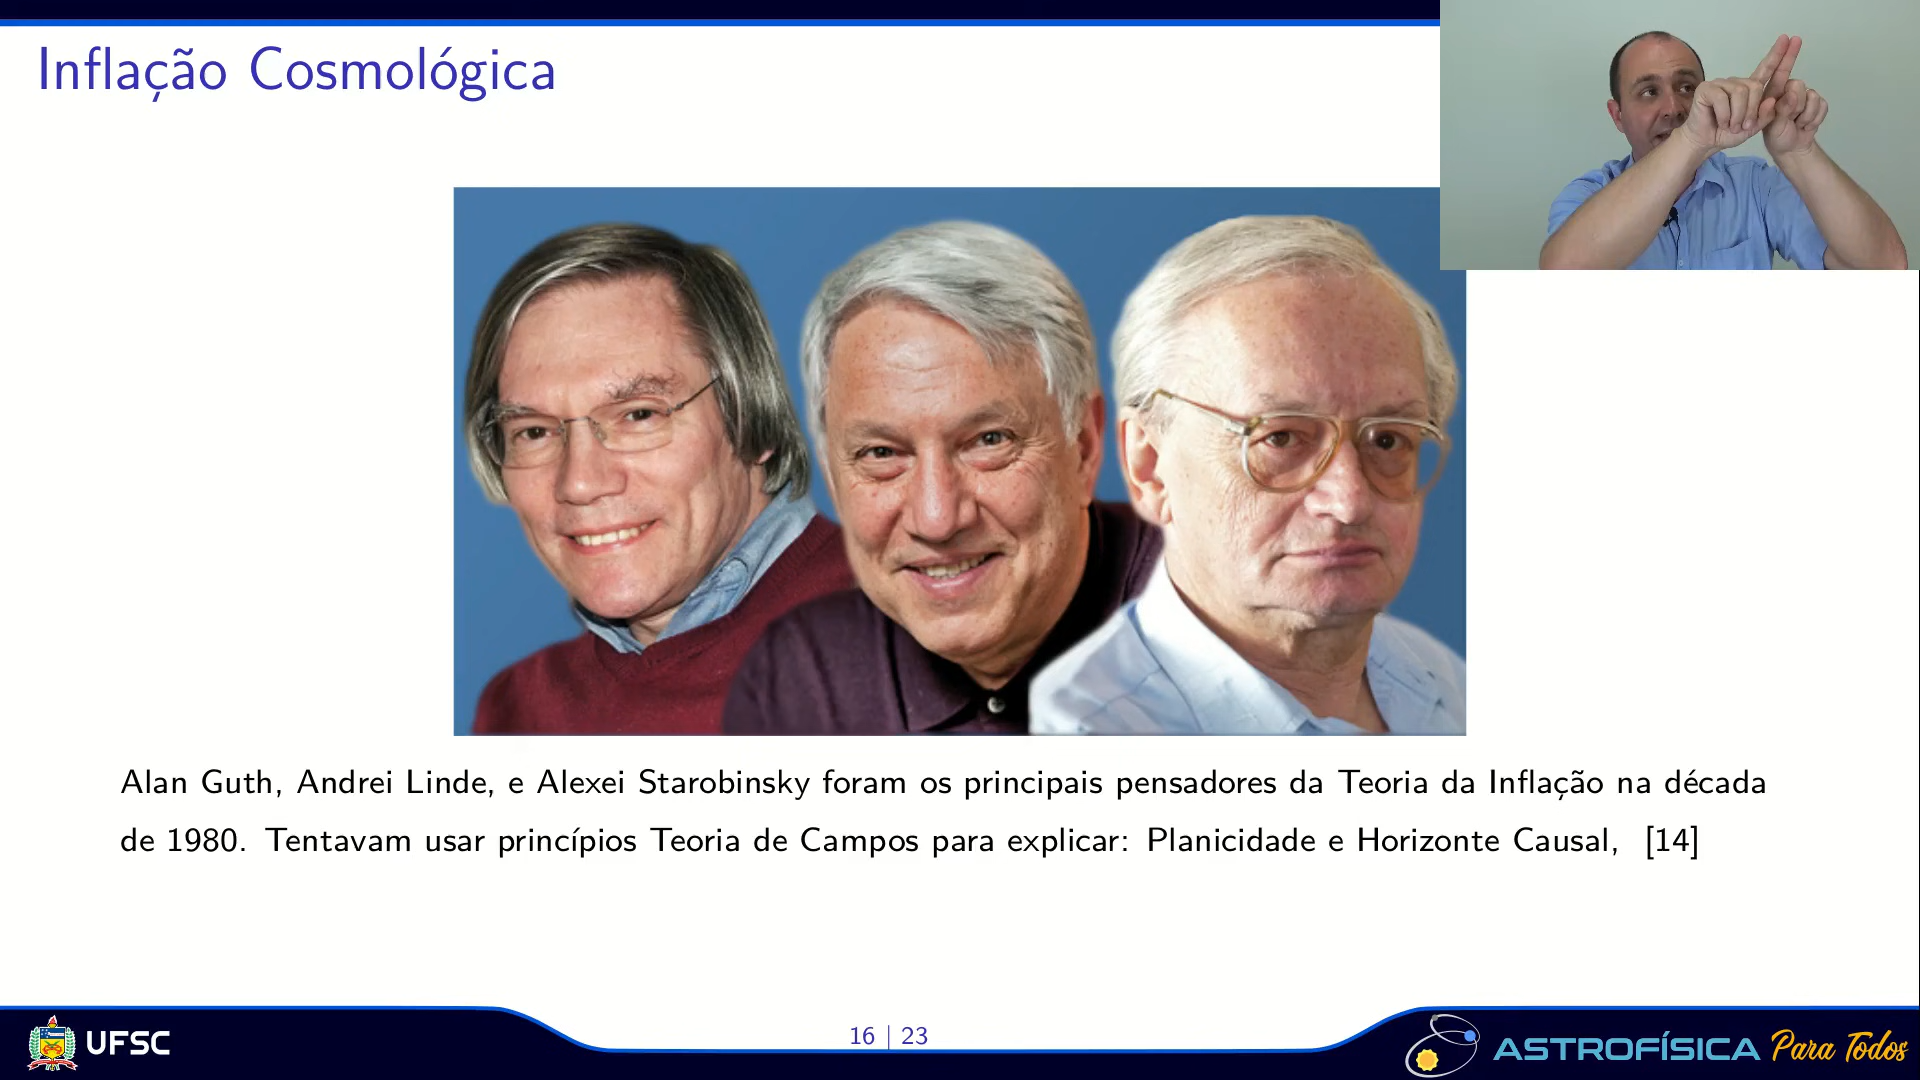 Inflação Cosmológica
Alan Guth, Andrei Linde, e Alexei Starobinsky foram os principais pensadores da Teoria da Inflação na década
de 1980. Tentavam usar princípios Teoria de Campos para explicar: Planicidade e Horizonte Causal, [14]
UFSC
16 | 23
ASTROFÍSICA Para Todos